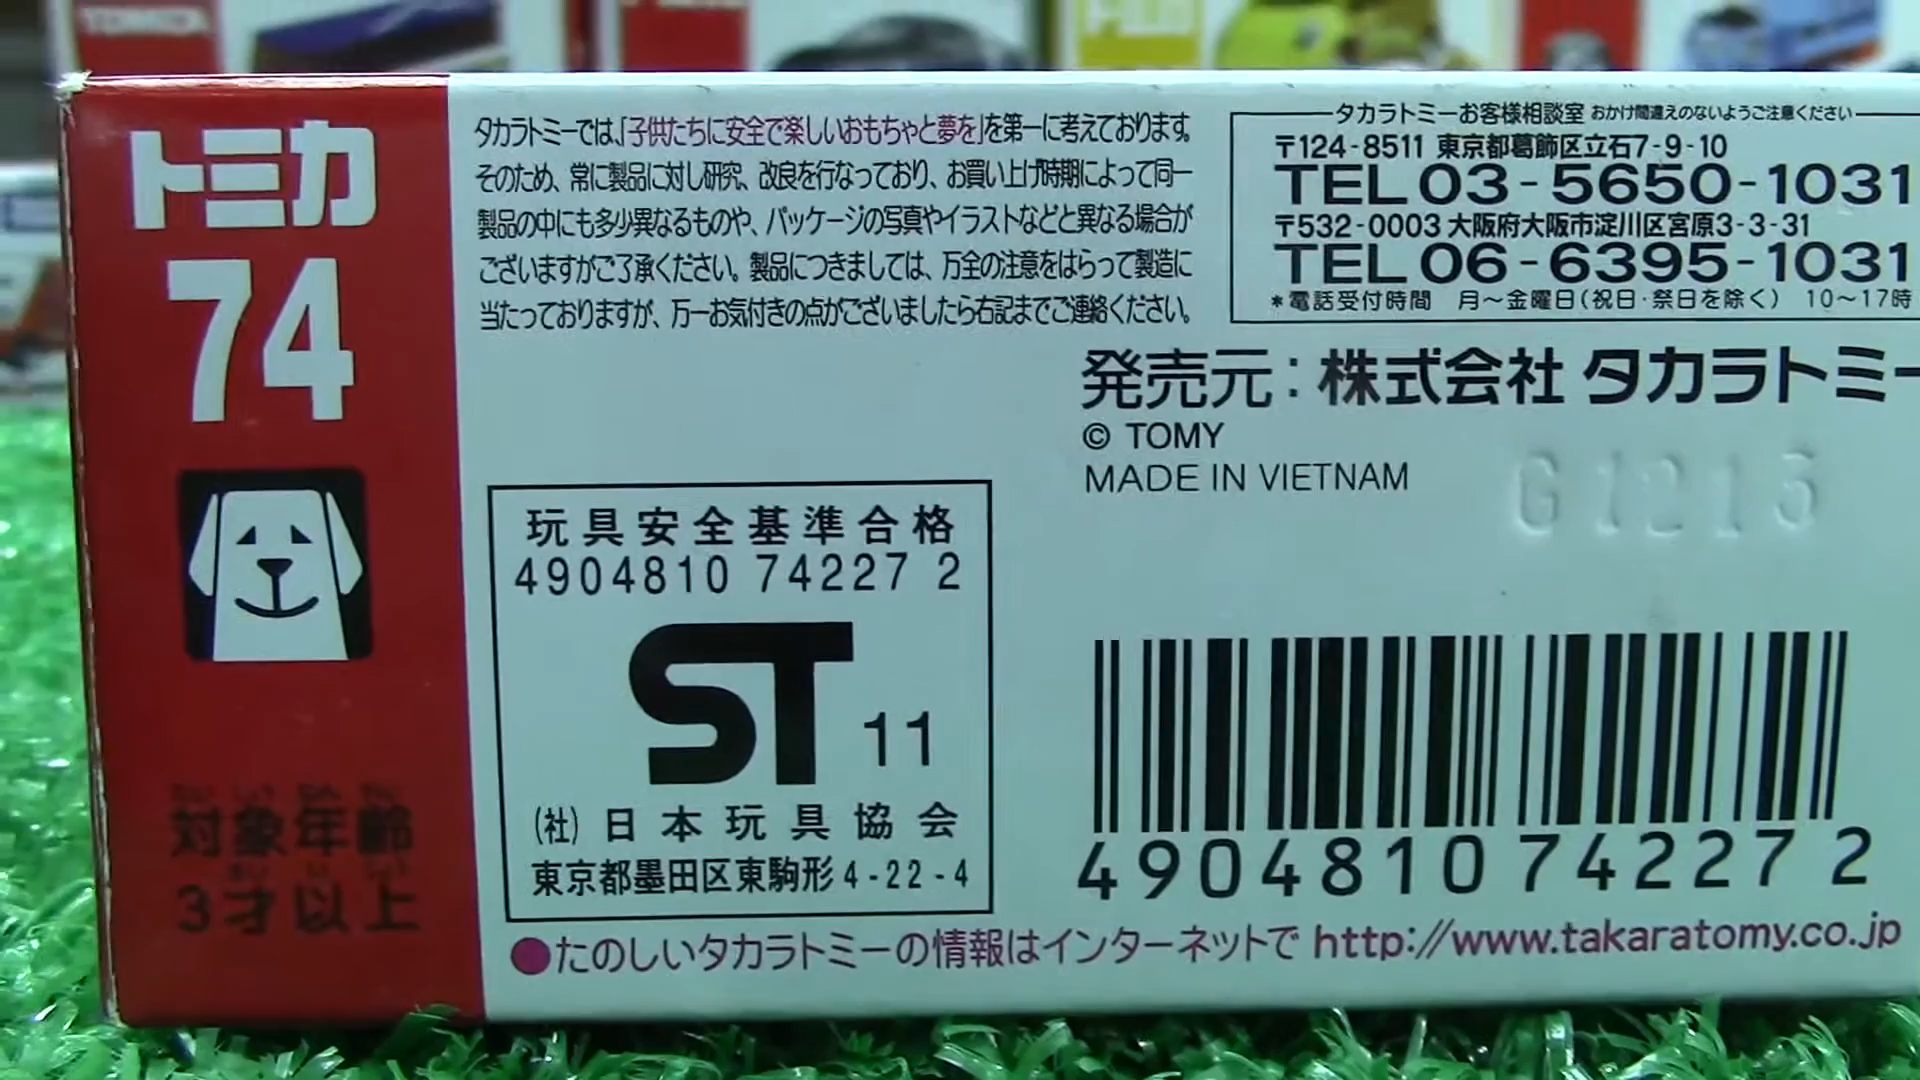 TOMICA
トミカ
74
対象年齢
3才以上
タカラトミーでは、「子供たちに安全で楽しいおもちゃと夢を」を第一に考えております。
そのため、常に製品に対し研究、改良を行なっており、お買い上げ時期によって同一
製品の中にも多少異なるものや、パッケージの写真やイラストなどと異なる場合が
ございますがご了承ください。製品につきましては、万全の注意をはらって製造に
当たっておりますが、万一お気付きの点がございましたら右記までご連絡ください。
タカラトミーお客様相談室 おかけ間違えのないようご注意ください
〒124-8511 東京都葛飾区立石7-9-10
TEL 03-5650-1031
〒532-0003 大阪府大阪市淀川区宮原3-3-31
TEL 06-6395-1031
*電話受付時間 月～金曜日(祝日・祭日を除く) 10～17時
発売元：株式会社 タカラトミー
© TOMY
MADE IN VIETNAM
玩具安全基準合格
4904810 74227 2
ST 11
(社) 日本玩具協会
東京都墨田区東駒形 4-22-4
4904810742272
●たのしいタカラトミーの情報はインターネットで http://www.takaratomy.co.jp